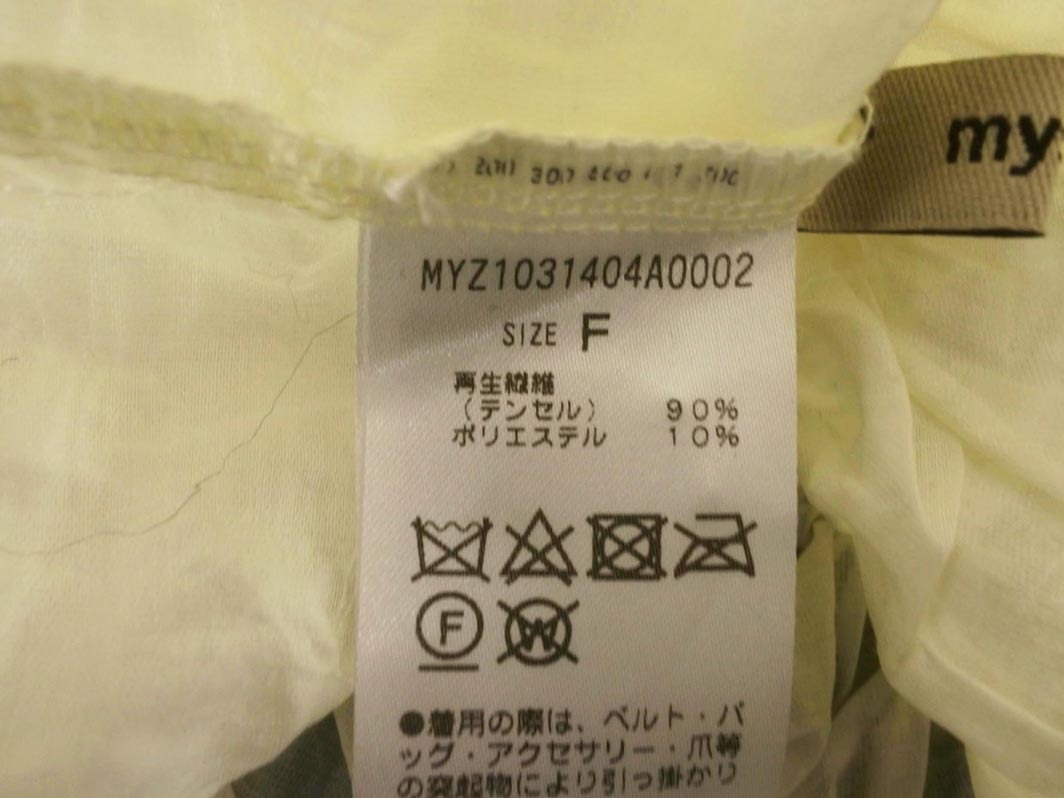 my
200 300
MYZ1031404A0002
SIZE F
再生繊維
（テンセル） 90%
ポリエステル 10%
F W
●着用の際は、ベルト・バ
ッグ・アクセサリー・爪等
の突起物により引っ掛かり